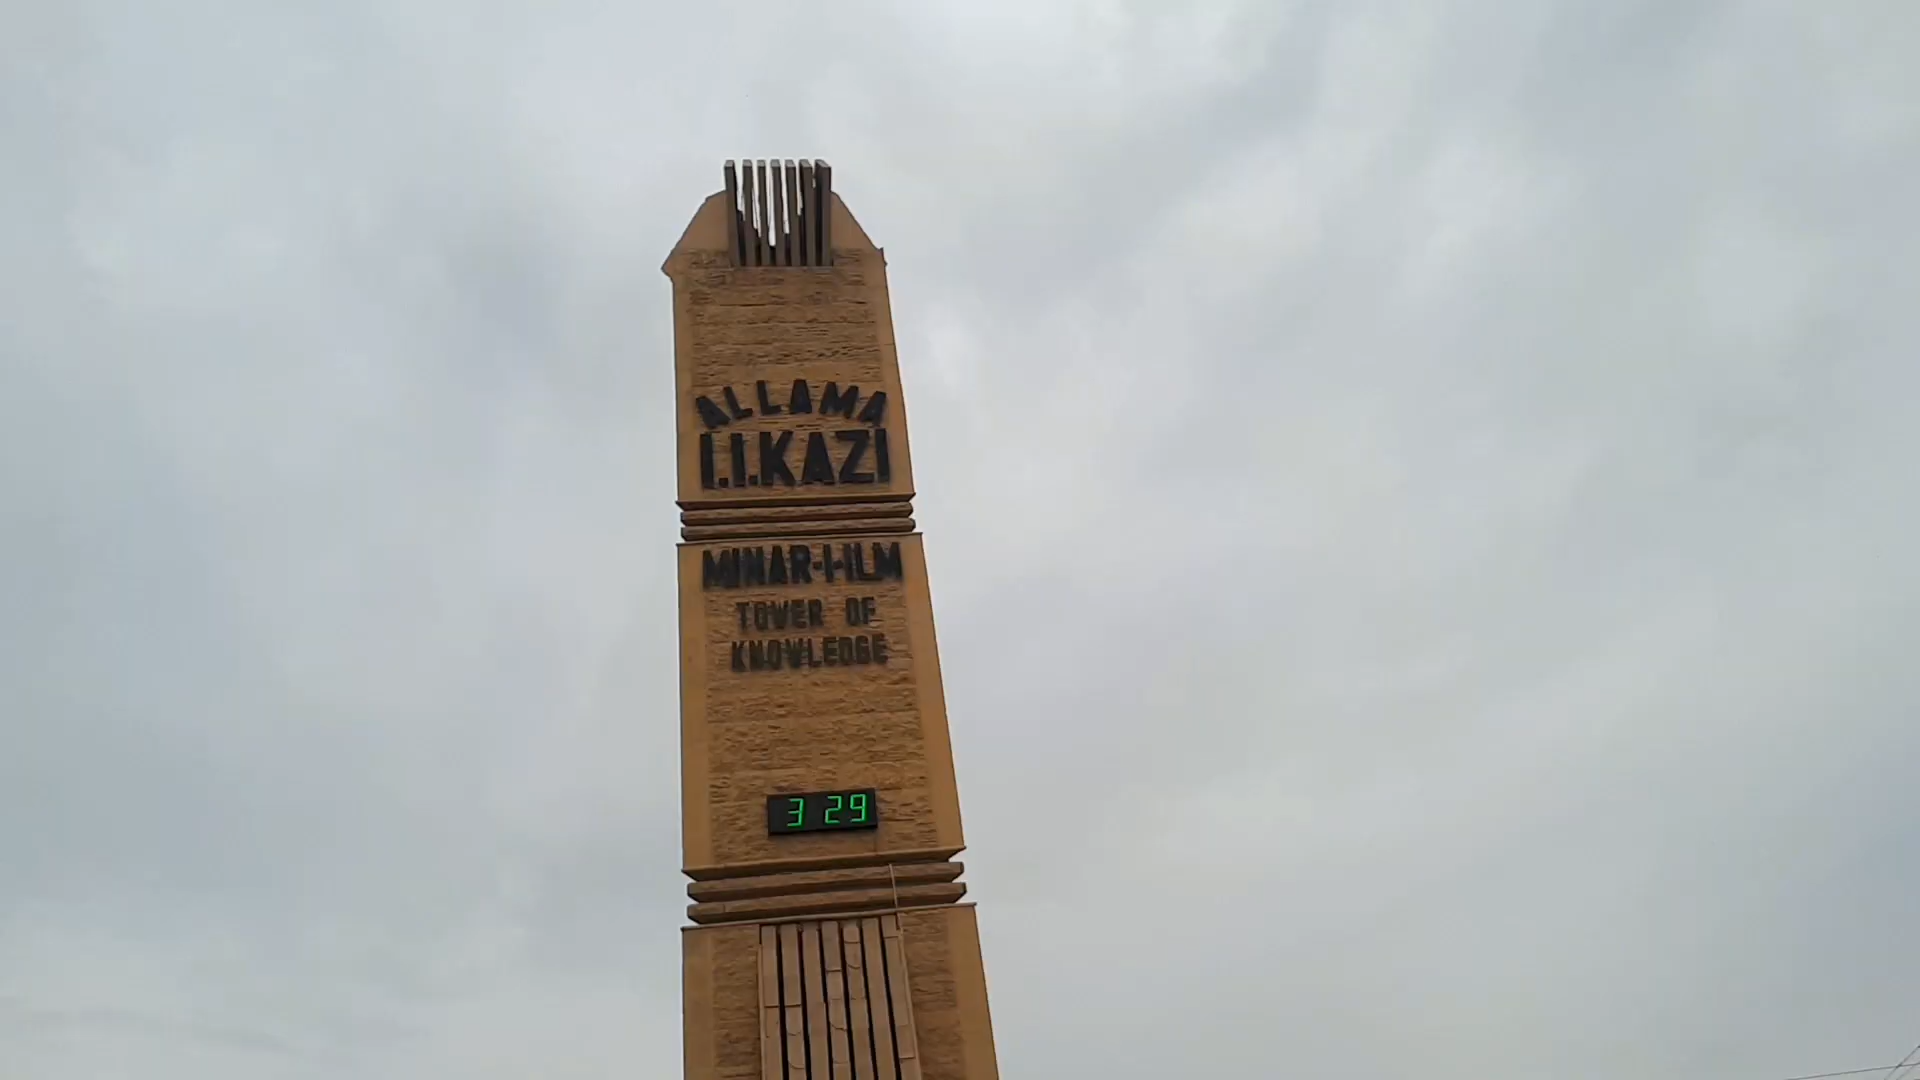 ALLAMA
I.I.KAZI
MINAR-I-ILM
TOWER OF
KNOWLEDGE
3 29